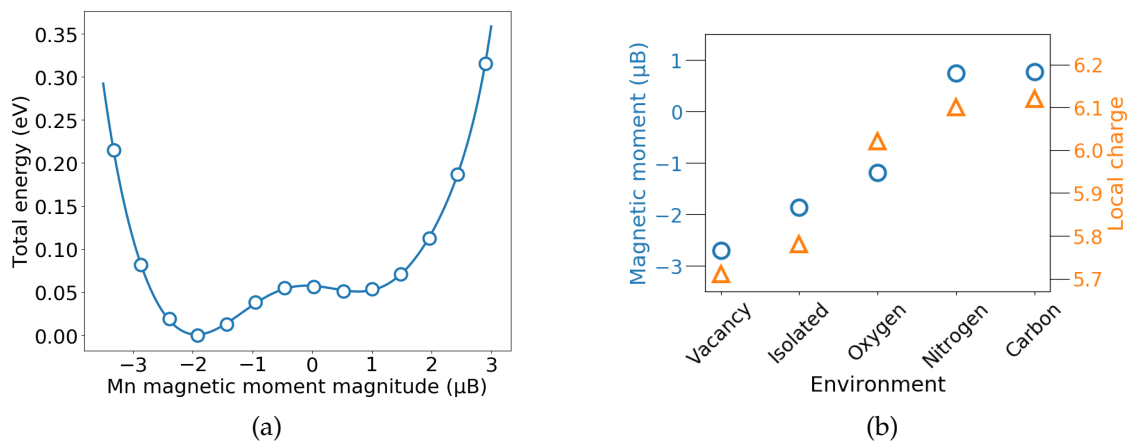 0.35
0.30
0.25
0.20
0.15
0.10
0.05
0.00
Total energy (eV)
−3 −2 −1 0 1 2 3
Mn magnetic moment magnitude (μB)
(a)
Magnetic moment (μB)
1
0
−1
−2
−3
6.2
6.1
6.0
5.9
5.8
5.7
Local charge
Vacancy Isolated Oxygen Nitrogen Carbon
Environment
(b)